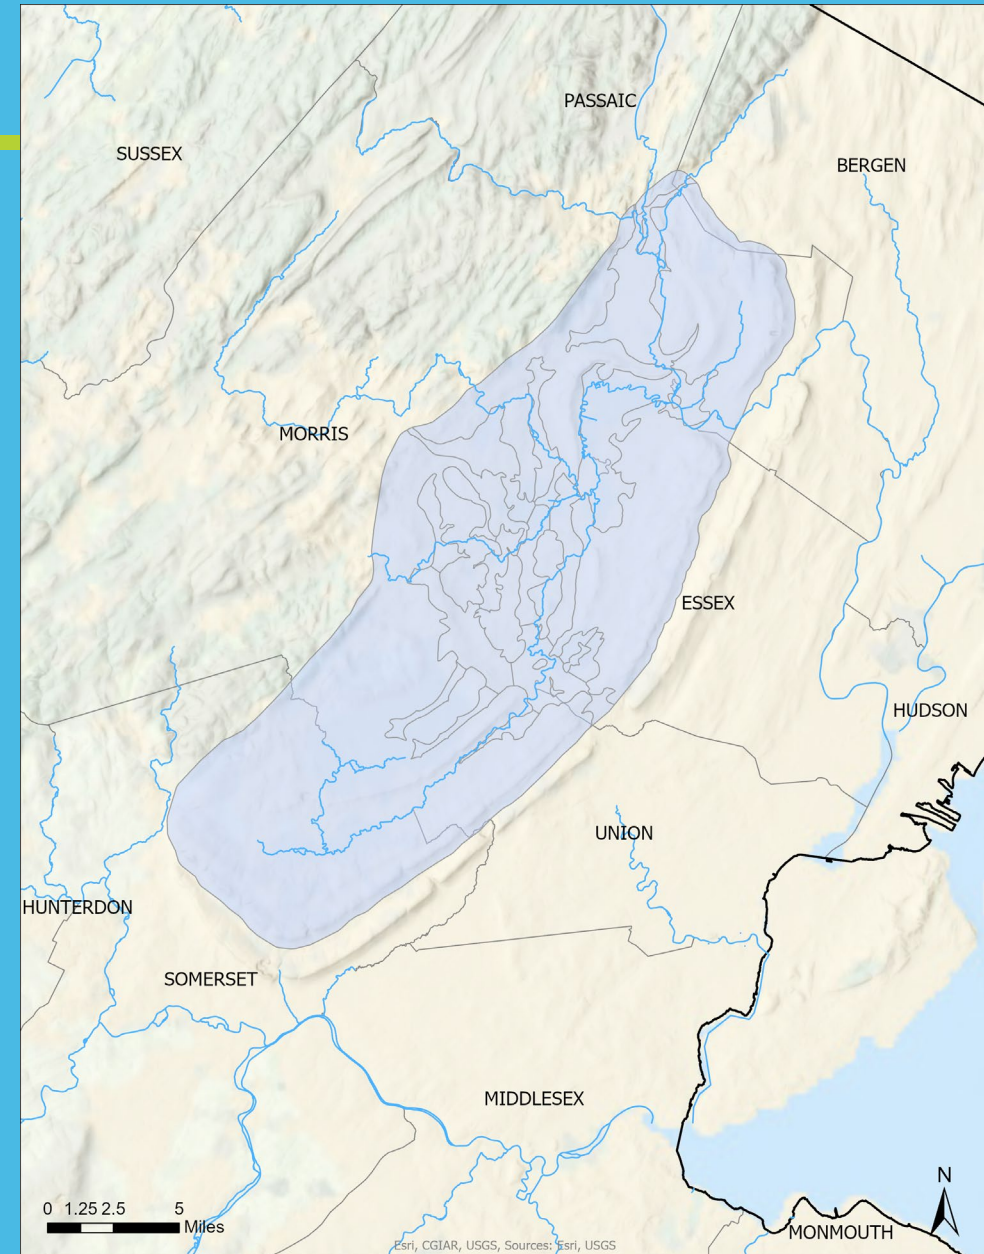 PASSAIC
SUSSEX
BERGEN
MORRIS
ESSEX
HUDSON
UNION
HUNTERDON
SOMERSET
MIDDLESEX
N
0 1.25 2.5 5
Miles
MONMOUTH
Esri, CGIAR, USGS, Sources: Esri, USGS